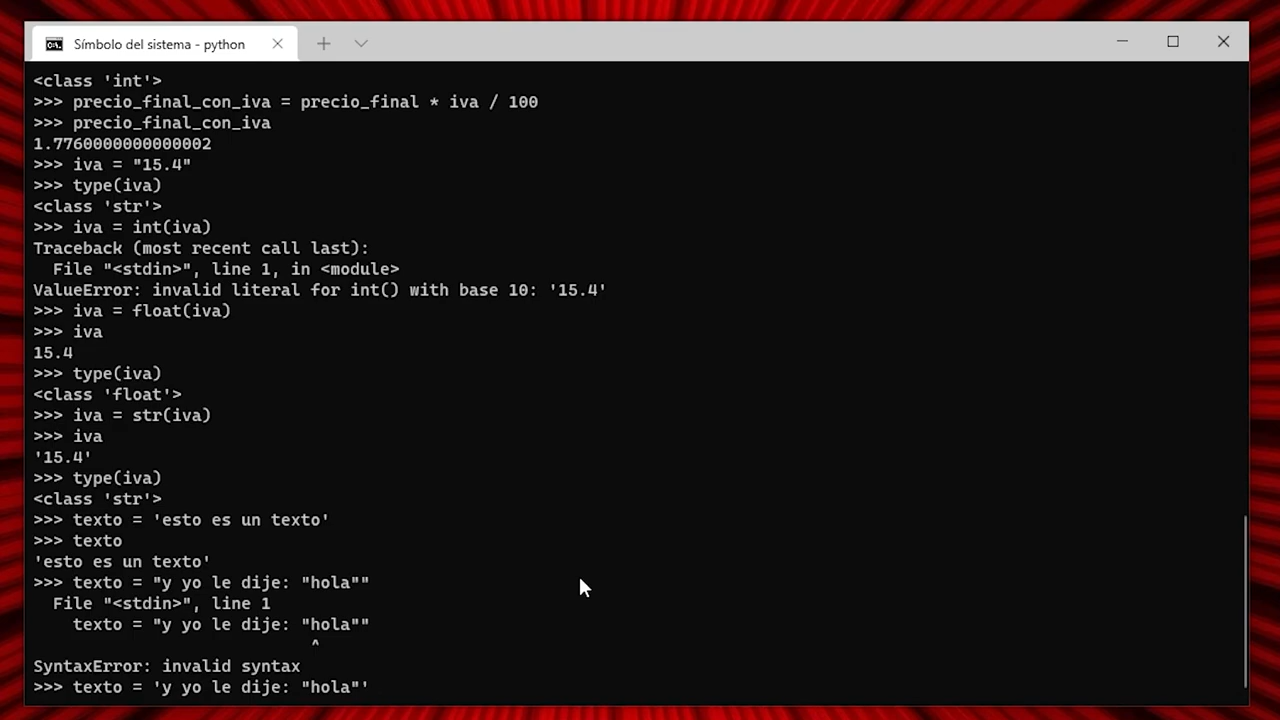 Símbolo del sistema - python
<class 'int'>
>>> precio_final_con_iva = precio_final * iva / 100
>>> precio_final_con_iva
1.7760000000000002
>>> iva = "15.4"
>>> type(iva)
<class 'str'>
>>> iva = int(iva)
Traceback (most recent call last):
  File "<stdin>", line 1, in <module>
ValueError: invalid literal for int() with base 10: '15.4'
>>> iva = float(iva)
>>> iva
15.4
>>> type(iva)
<class 'float'>
>>> iva = str(iva)
>>> iva
'15.4'
>>> type(iva)
<class 'str'>
>>> texto = 'esto es un texto'
>>> texto
'esto es un texto'
>>> texto = "y yo le dije: "hola""
  File "<stdin>", line 1
    texto = "y yo le dije: "hola""
                            ^
SyntaxError: invalid syntax
>>> texto = 'y yo le dije: "hola"'